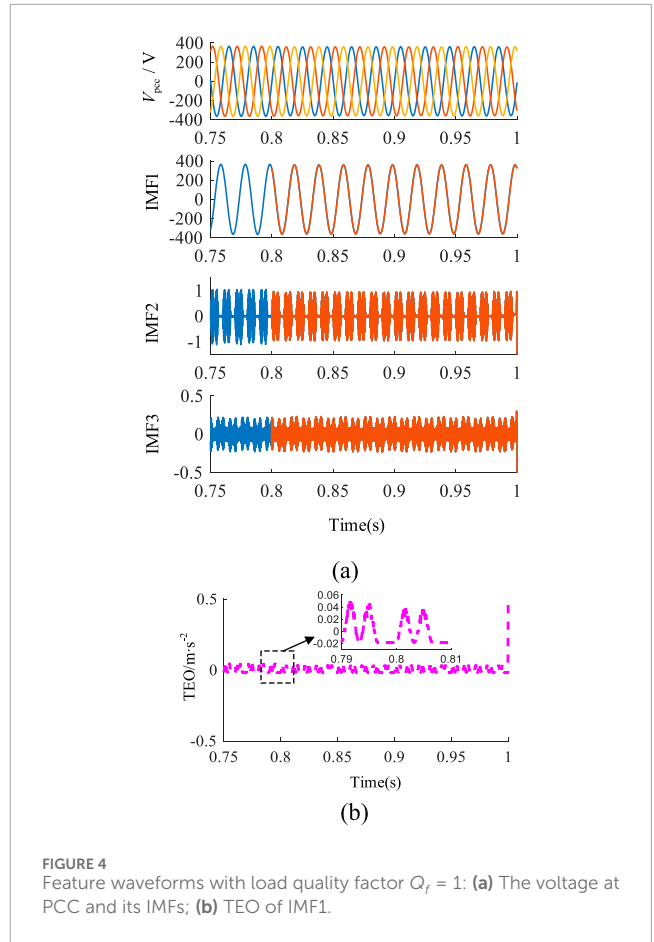 400
200
0
-200
-400
V_pcc / V
0.75 0.8 0.85 0.9 0.95 1
400
200
0
-200
-400
IMF1
0.75 0.8 0.85 0.9 0.95 1
1
0
-1
IMF2
0.75 0.8 0.85 0.9 0.95 1
0.5
0
-0.5
IMF3
0.75 0.8 0.85 0.9 0.95 1
Time(s)
(a)
0.5
0
-0.5
TEO/m·s⁻²
0.06
0.04
0.02
0
-0.02
0.79 0.8 0.81
0.75 0.8 0.85 0.9 0.95 1
Time(s)
(b)
FIGURE 4
Feature waveforms with load quality factor Q_f = 1: (a) The voltage at
PCC and its IMFs; (b) TEO of IMF1.